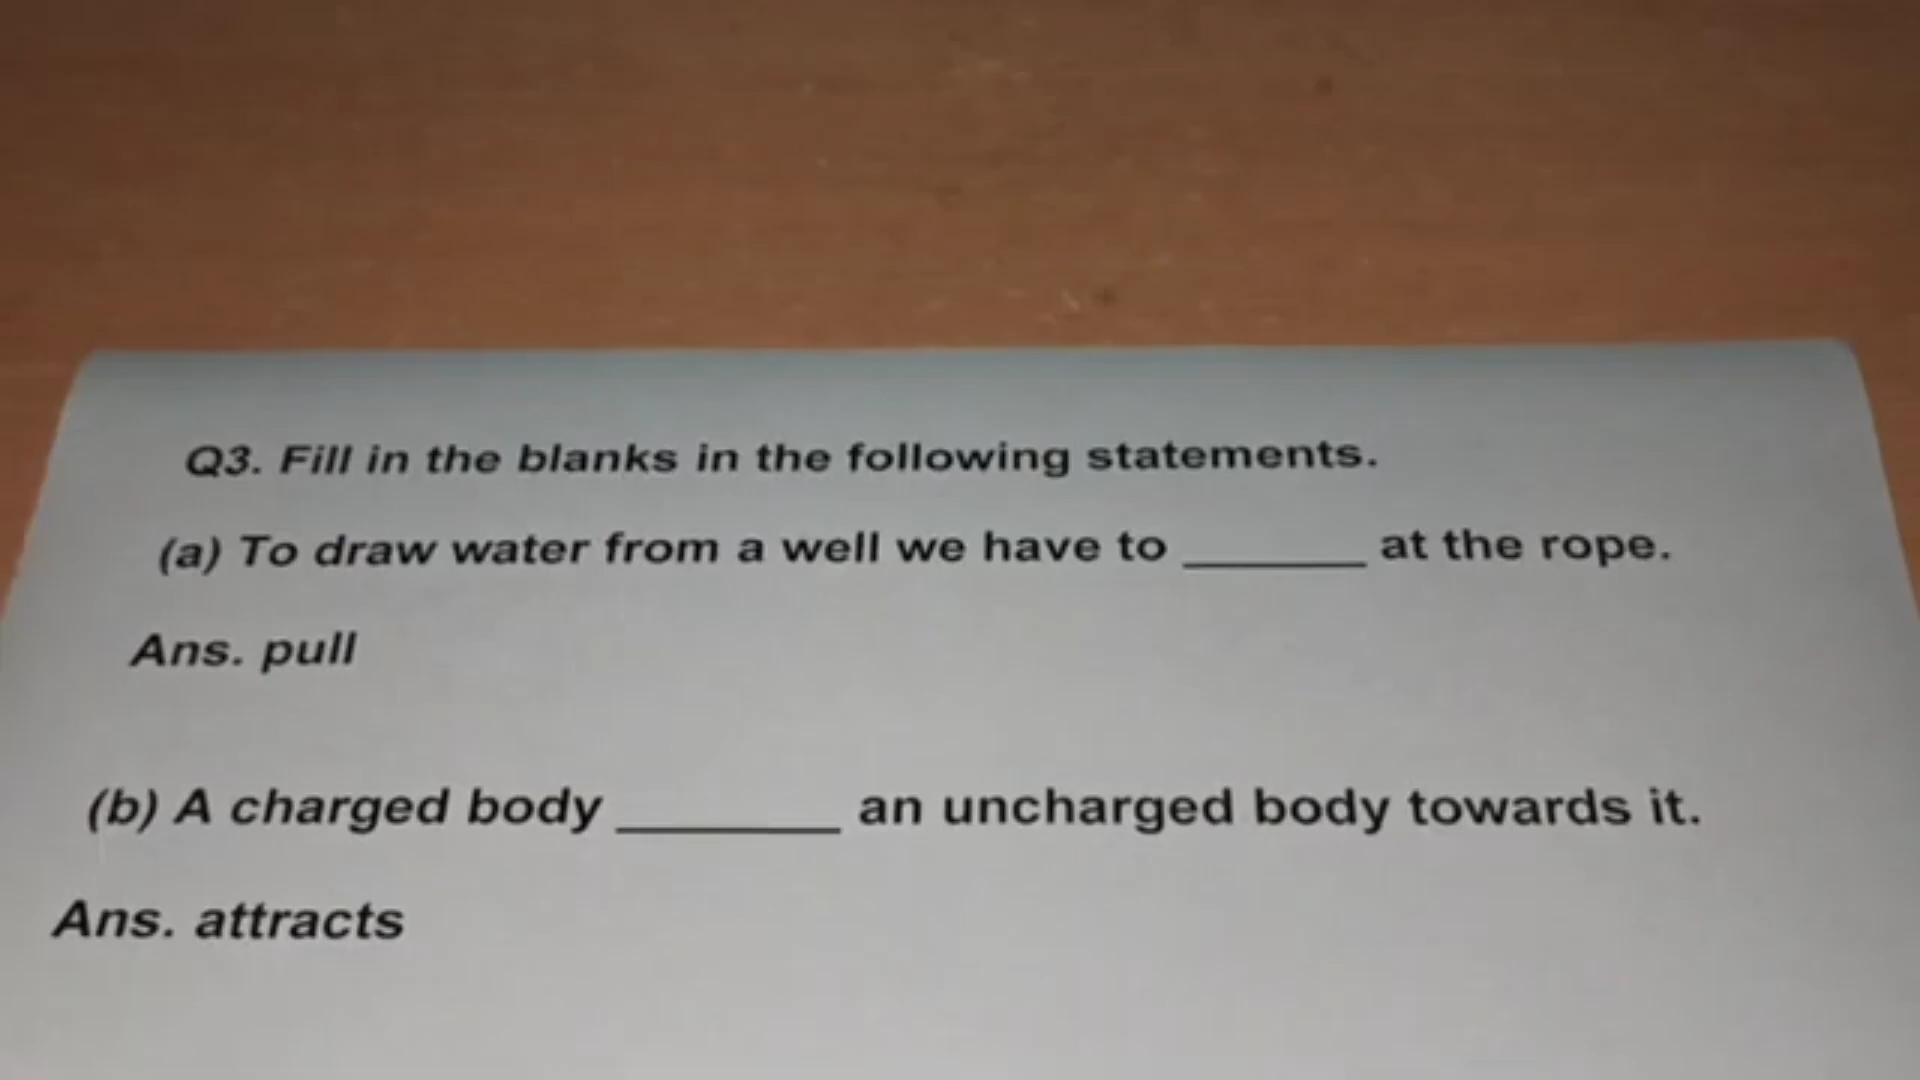 Q3. Fill in the blanks in the following statements.
(a) To draw water from a well we have to _______ at the rope.
Ans. pull
(b) A charged body ________ an uncharged body towards it.
Ans. attracts